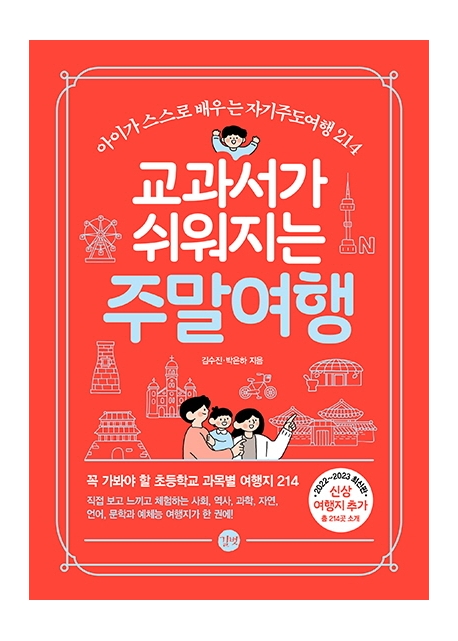 아이가 스스로 배우는 자기주도여행 214
교과서가
쉬워지는
주말여행
김수진·박은하 지음
꼭 가봐야 할 초등학교 과목별 여행지 214
직접 보고 느끼고 체험하는 사회, 역사, 과학, 자연,
언어, 문학과 예체능 여행지가 한 권에!
2022~2023 최신판
신상
여행지 추가
총 214곳 소개
길벗